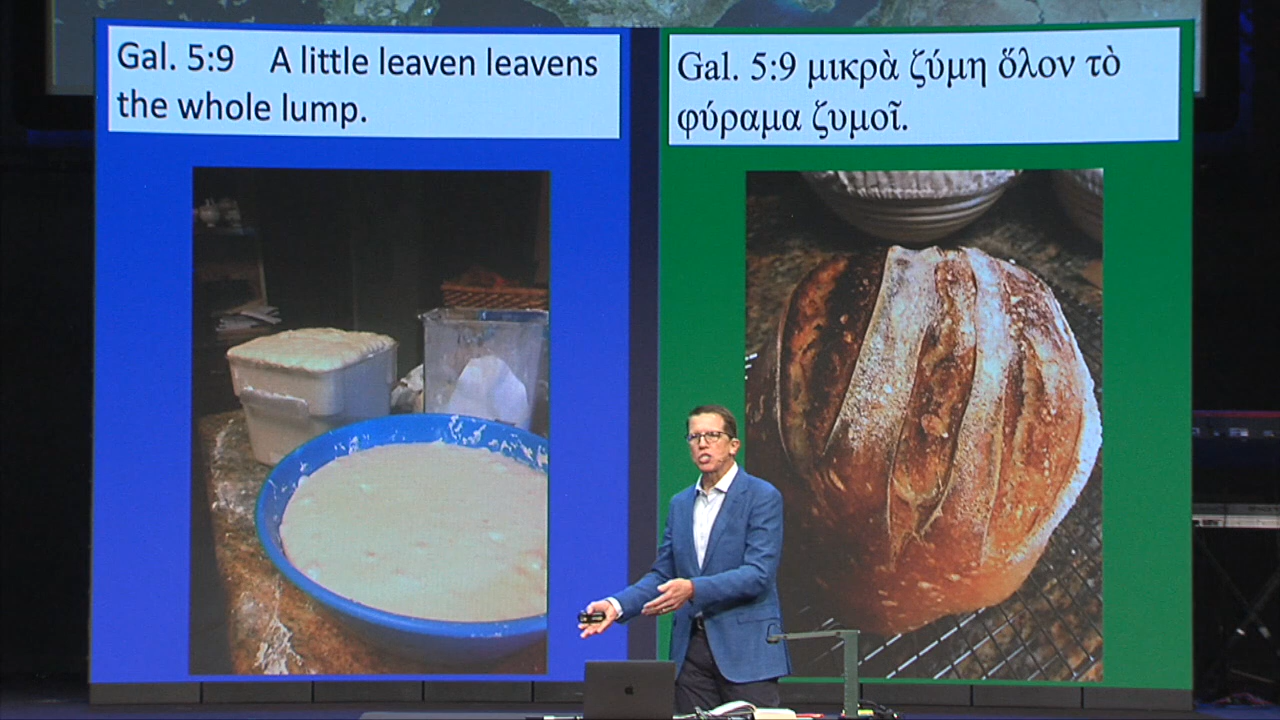 Gal. 5:9 A little leaven leavens
the whole lump.
Gal. 5:9 μικρὰ ζύμη ὅλον τὸ
φύραμα ζυμοῖ.